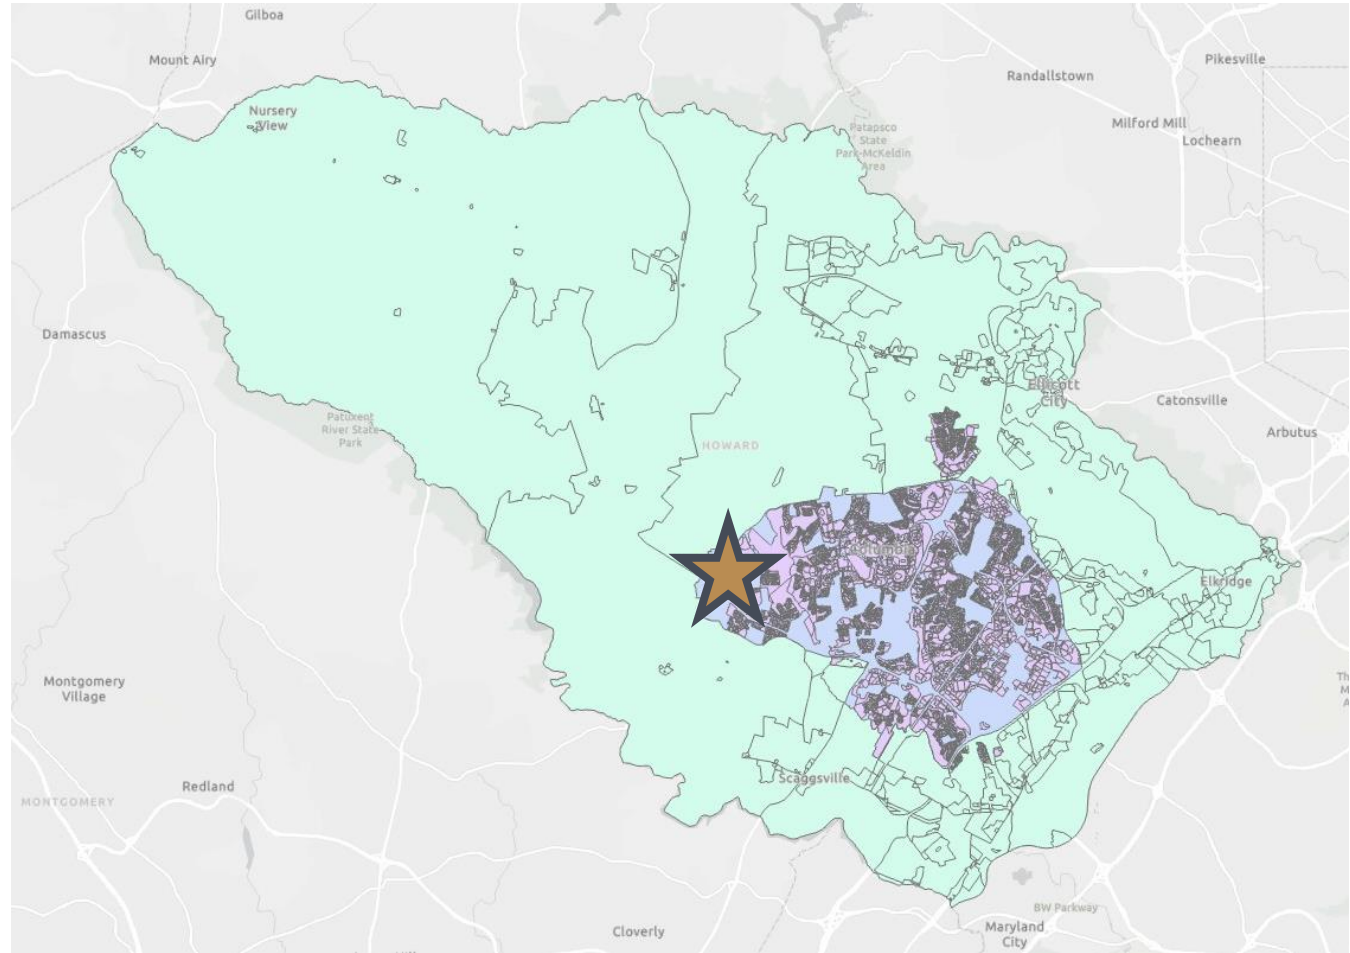 Gilboa
Mount Airy
Pikesville
Randallstown
Nursery
View
Milford Mill
Lochearn
Patapsco
State
Park-McKeldin
Area
Damascus
Ellicott
City
Catonsville
Patuxent
River State
Park
Arbutus
HOWARD
Columbia
Elkridge
Montgomery
Village
Scaggsville
Redland
MONTGOMERY
BW Parkway
Maryland
City
Cloverly